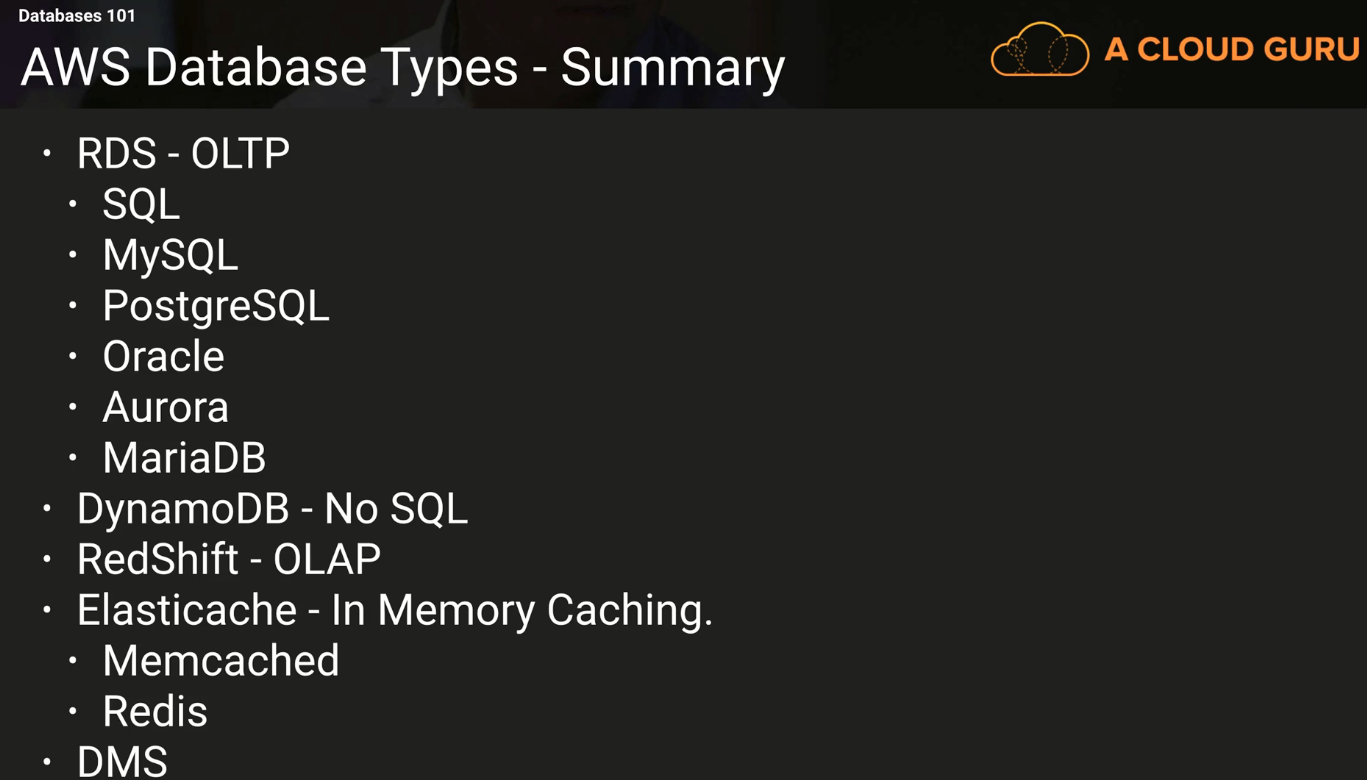 Databases 101
AWS Database Types - Summary
A CLOUD GURU
• RDS - OLTP
• SQL
• MySQL
• PostgreSQL
• Oracle
• Aurora
• MariaDB
• DynamoDB - No SQL
• RedShift - OLAP
• Elasticache - In Memory Caching.
• Memcached
• Redis
• DMS